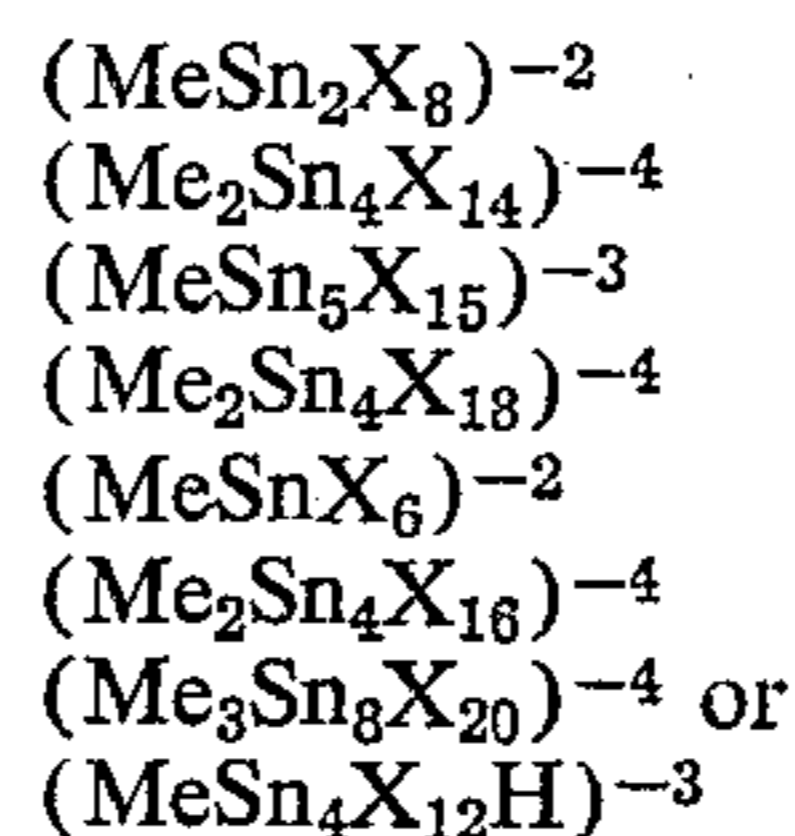 (MeSn₂X₈)⁻²
(Me₂Sn₄X₁₄)⁻⁴
(MeSn₅X₁₅)⁻³
(Me₂Sn₄X₁₈)⁻⁴
(MeSnX₆)⁻²
(Me₂Sn₄X₁₆)⁻⁴
(Me₃Sn₈X₂₀)⁻⁴ or
(MeSn₄X₁₂H)⁻³